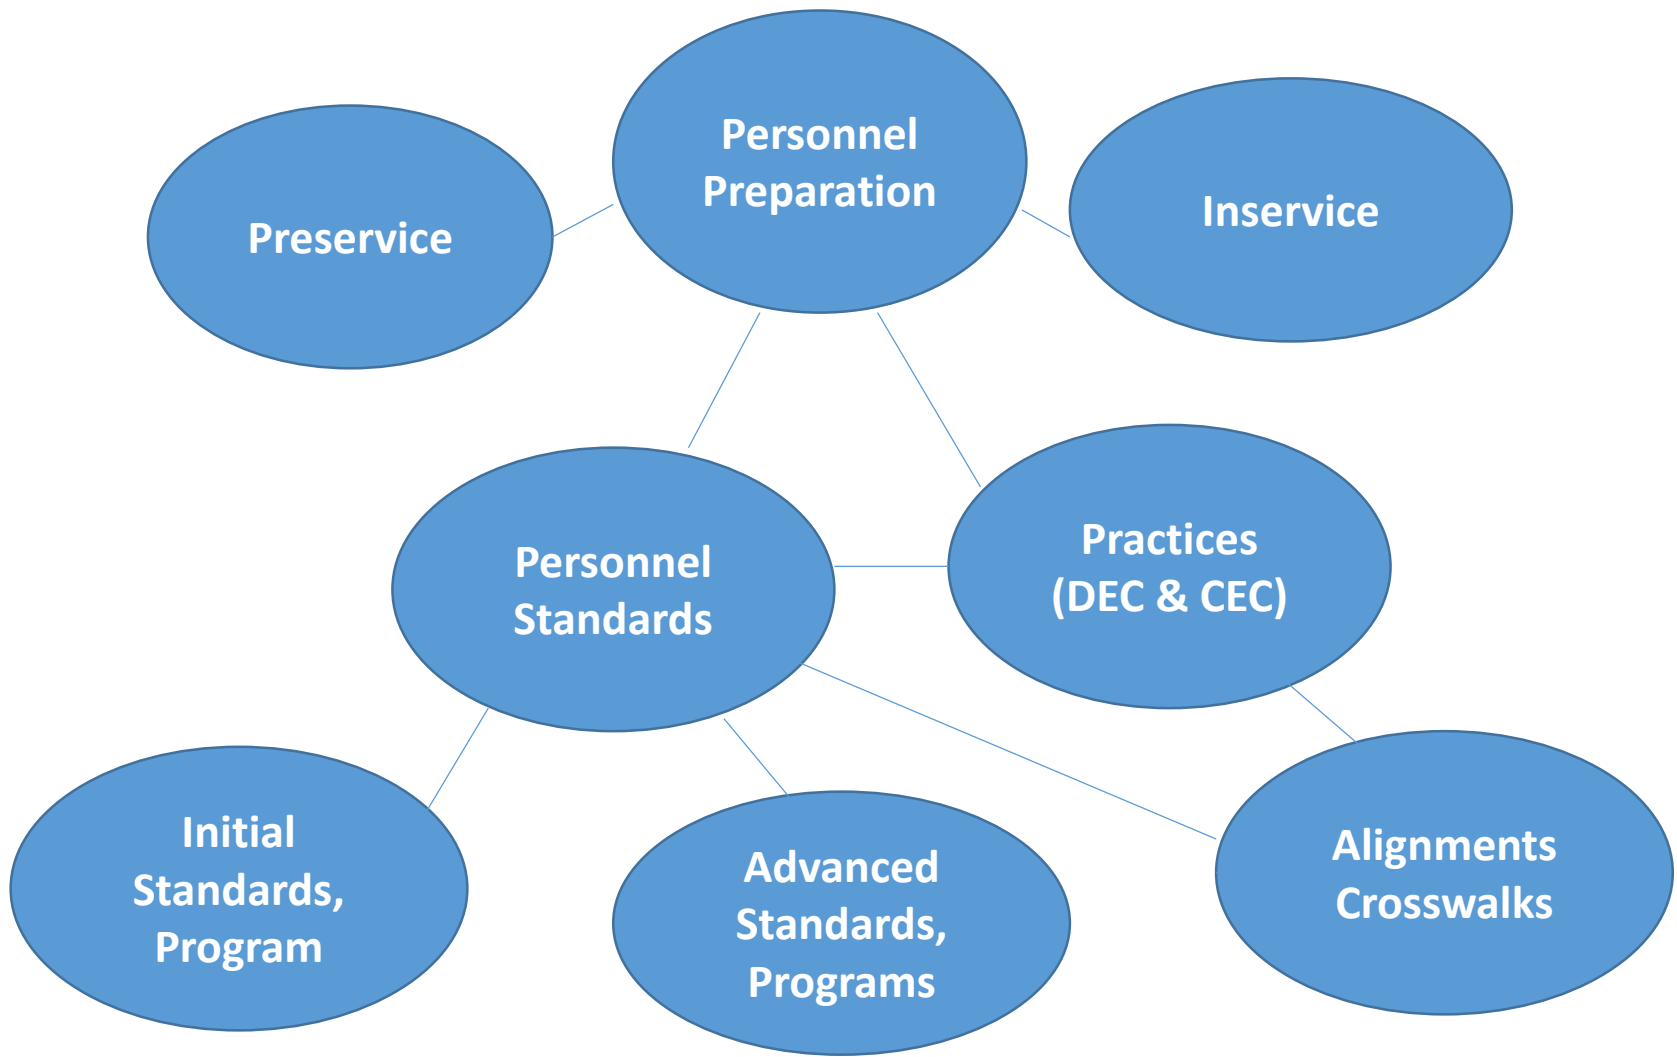 Personnel
Preparation
Preservice
Inservice
Personnel
Standards
Practices
(DEC & CEC)
Initial
Standards,
Program
Advanced
Standards,
Programs
Alignments
Crosswalks